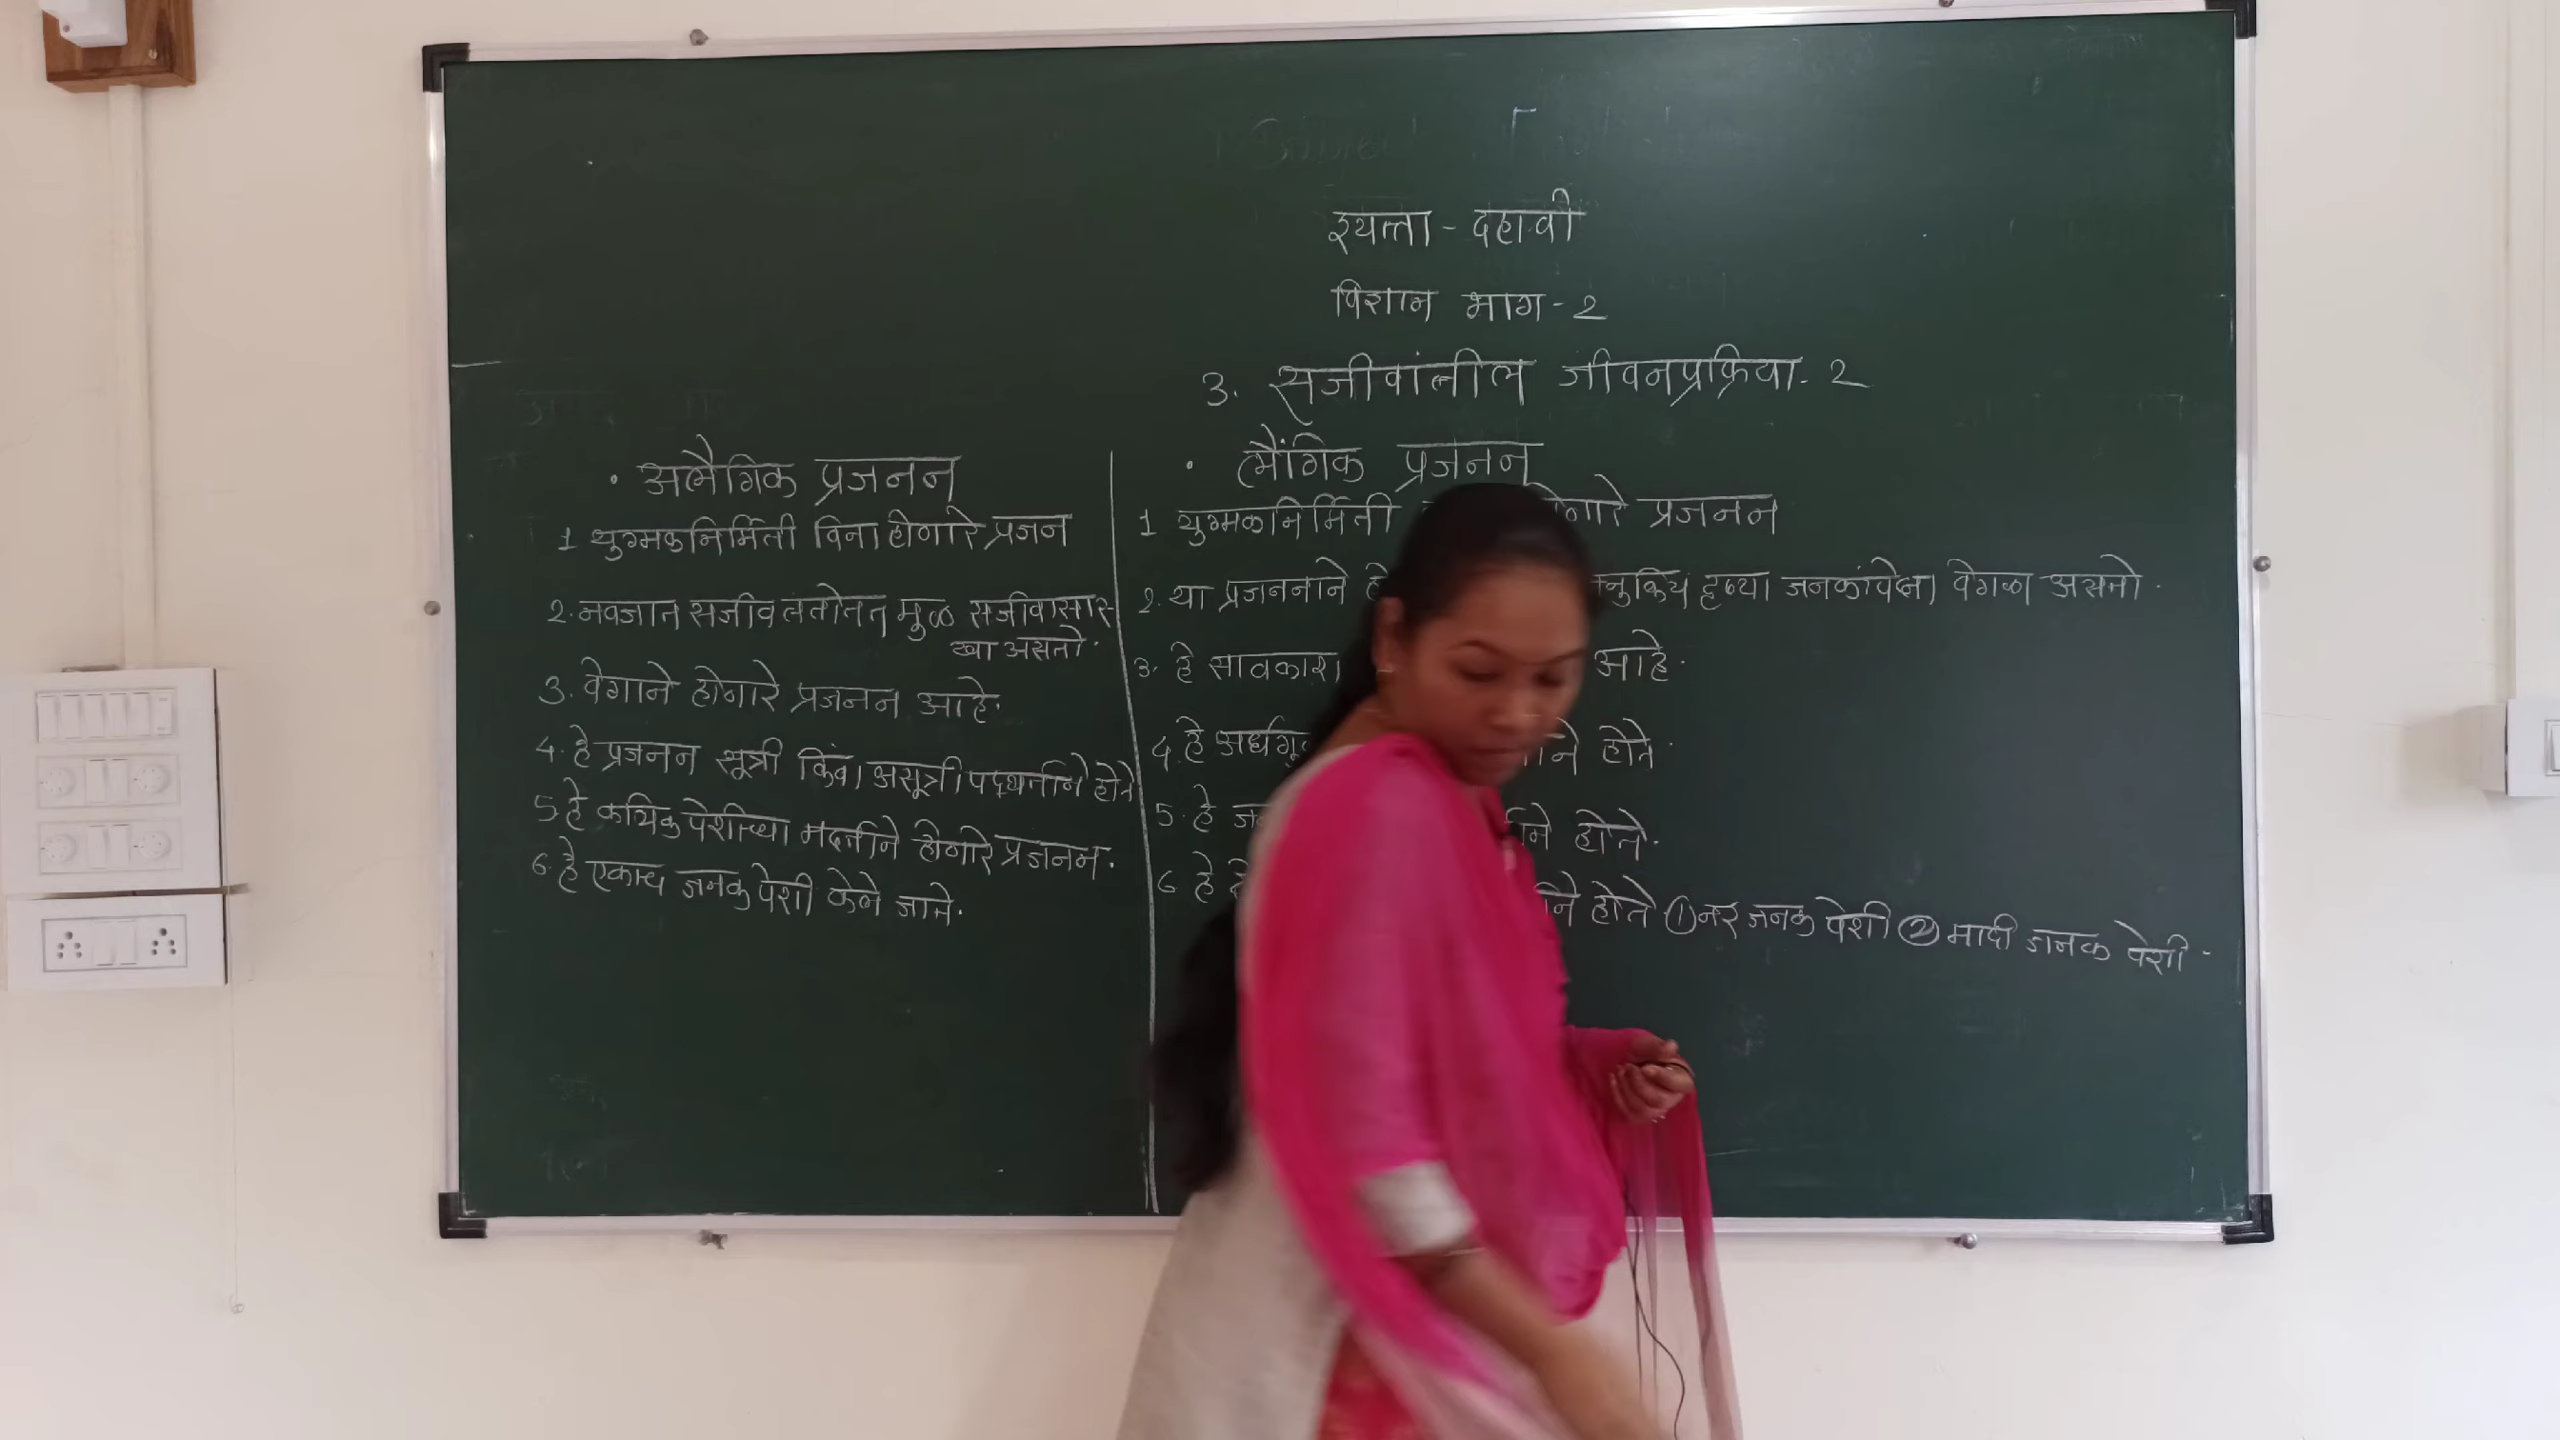 इयत्ता - दहावी
विज्ञान भाग - 2
3. सजीवांतील जीवनप्रक्रिया - 2
• अलैगिक प्रजनन
1 युग्मकनिर्मिती विना होणारे प्रजन
2. नवजात सजीव तंतोतंत मुळ सजीवासार-
खा असतो.
3. वेगाने होणारे प्रजनन आहे.
4. हे प्रजनन सूत्री किंवा असूत्री पद्धतीने होते
5 हे कायिक पेशीच्या मदतीने होणारे प्रजनन.
6. हे एकाच जनक पेशी केले जाते.
• लैंगिक प्रजनन
1 युग्मकनिर्मिती होणारे प्रजनन
2. या प्रजननाने जनुकिय दृष्या जनकांपेक्षा वेगळा असतो.
3. हे सावकाश आहे.
4. हे होते.
5. हे होते.
6 हे होते ① नर जनक पेशी ② मादी जनक पेशी.